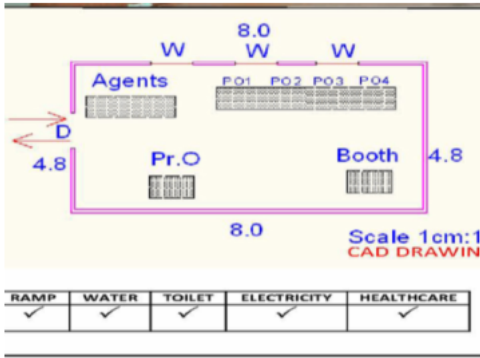 8.0
W W W
Agents PO1 PO2 PO3 PO4
D
4.8 Pr.O Booth 4.8
8.0
Scale 1cm:1
CAD DRAWIN
RAMP WATER TOILET ELECTRICITY HEALTHCARE
✓ ✓ ✓ ✓ ✓